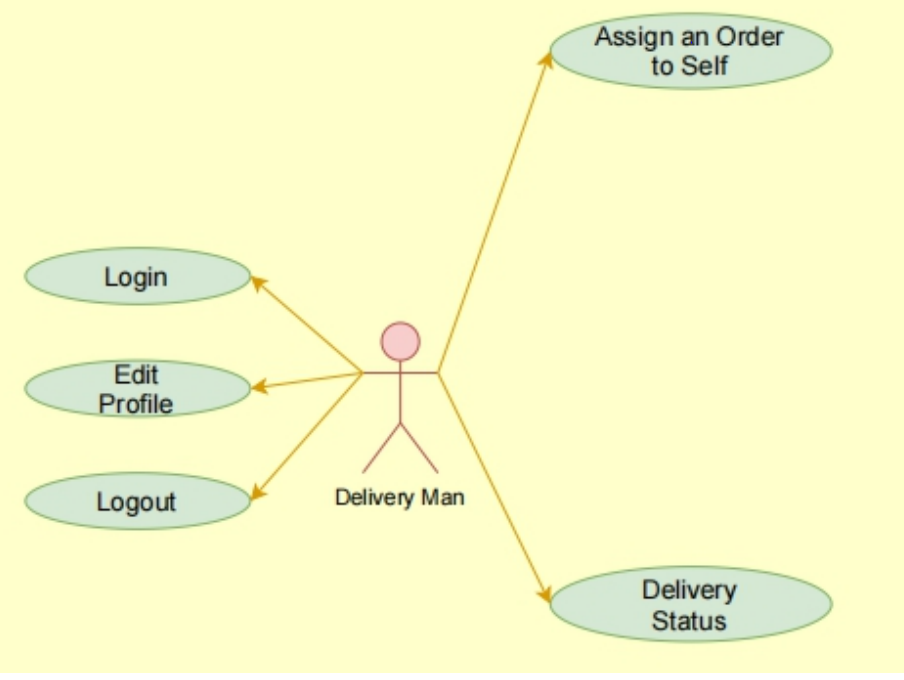 Assign an Order
to Self
Login
Edit
Profile
Logout
Delivery Man
Delivery
Status